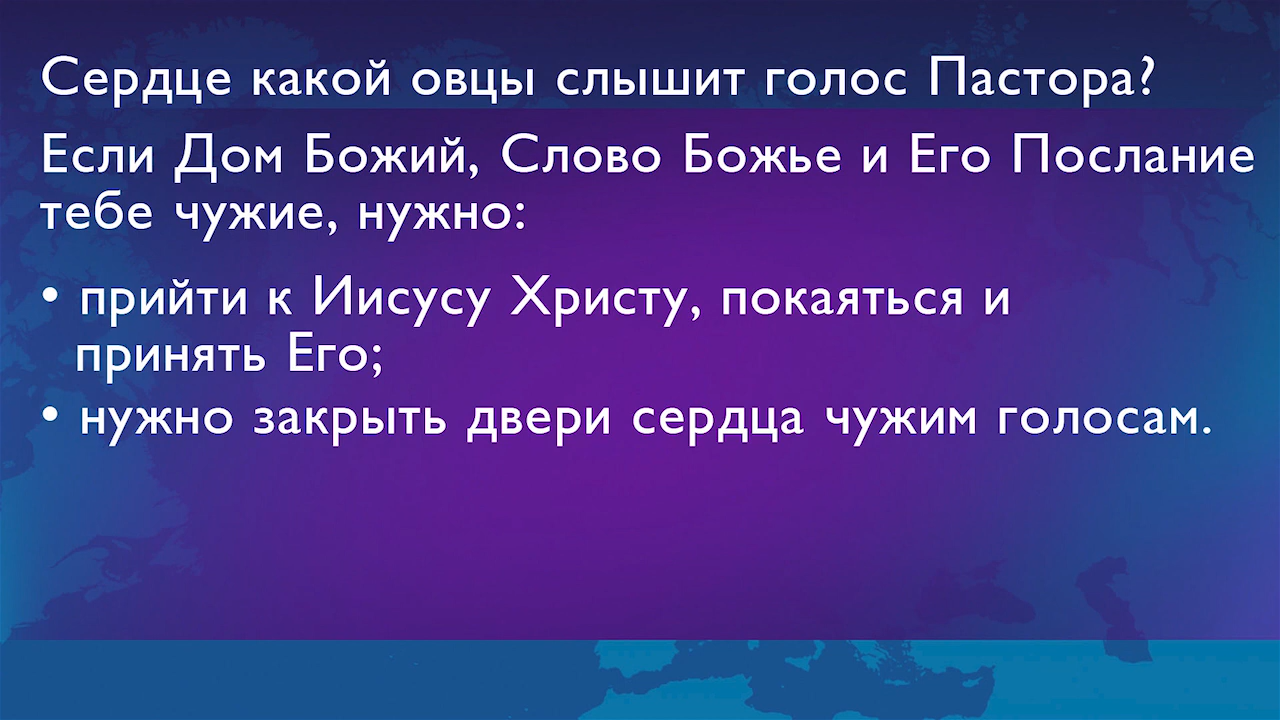 Сердце какой овцы слышит голос Пастора?
Если Дом Божий, Слово Божье и Его Послание
тебе чужие, нужно:
• прийти к Иисусу Христу, покаяться и
принять Его;
• нужно закрыть двери сердца чужим голосам.